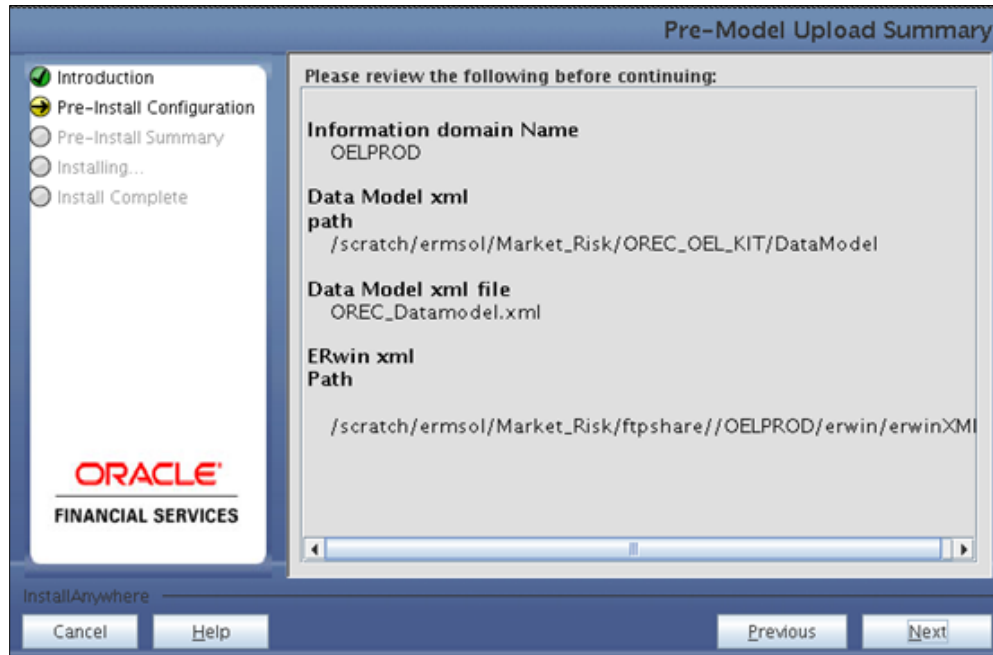 Pre-Model Upload Summary
Introduction
Pre-Install Configuration
Pre-Install Summary
Installing...
Install Complete
ORACLE
FINANCIAL SERVICES
Please review the following before continuing:
Information domain Name
OELPROD
Data Model xml
path
/scratch/ermsol/Market_Risk/OREC_OEL_KIT/DataModel
Data Model xml file
OREC_Datamodel.xml
ERwin xml
Path
/scratch/ermsol/Market_Risk/ftpshare//OELPROD/erwin/erwinXMl
InstallAnywhere
Cancel
Help
Previous
Next